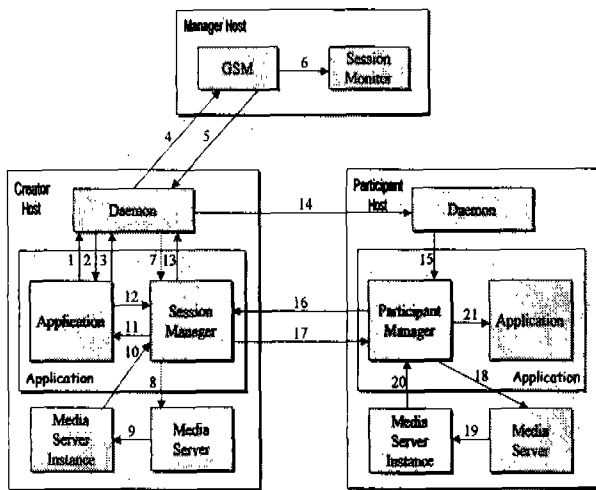 Manager Host
GSM
6
Session
Monitor
4
5
Creator
Host
Daemon
14
Participant
Host
Daemon
1
2
3
7
13
15
Application
12
11
10
Session
Manager
16
17
Participant
Manager
21
Application
Application
8
20
18
Application
Media
Server
Instance
9
Media
Server
Media
Server
Instance
19
Media
Server